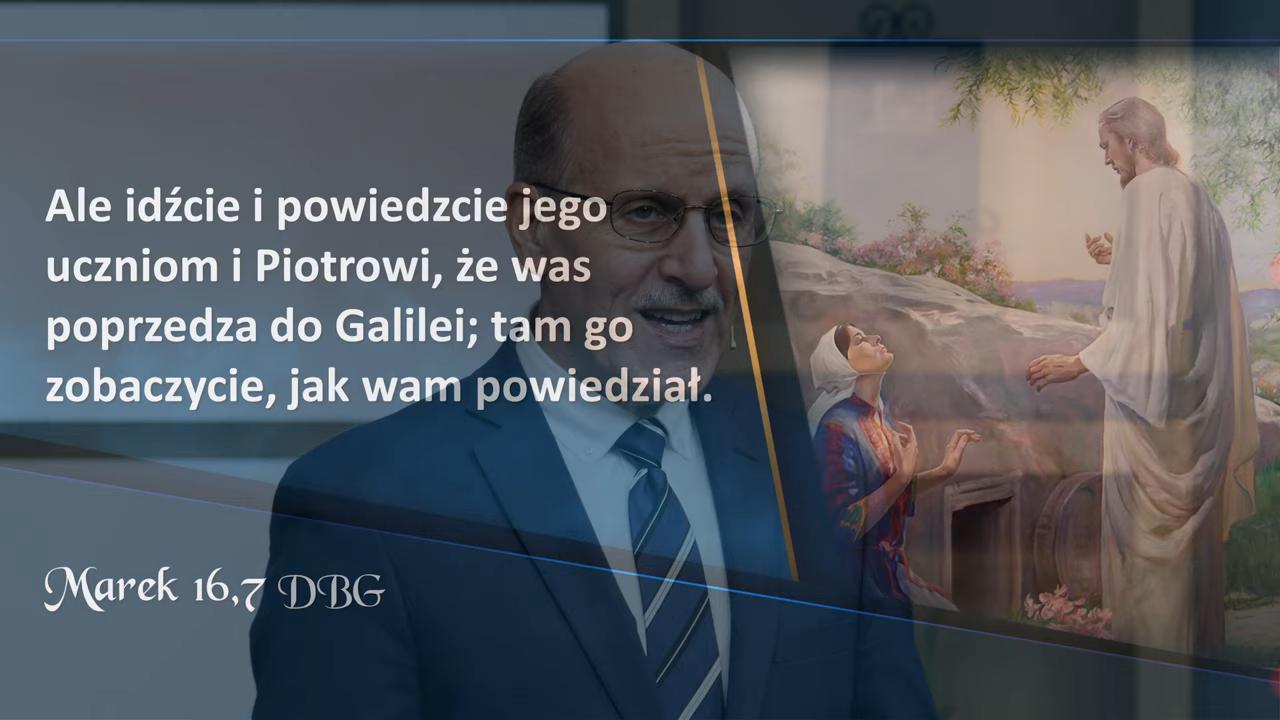 Ale idźcie i powiedzcie jego
uczniom i Piotrowi, że was
poprzedza do Galilei; tam go
zobaczycie, jak wam powiedział.
Marek 16,7 DBG